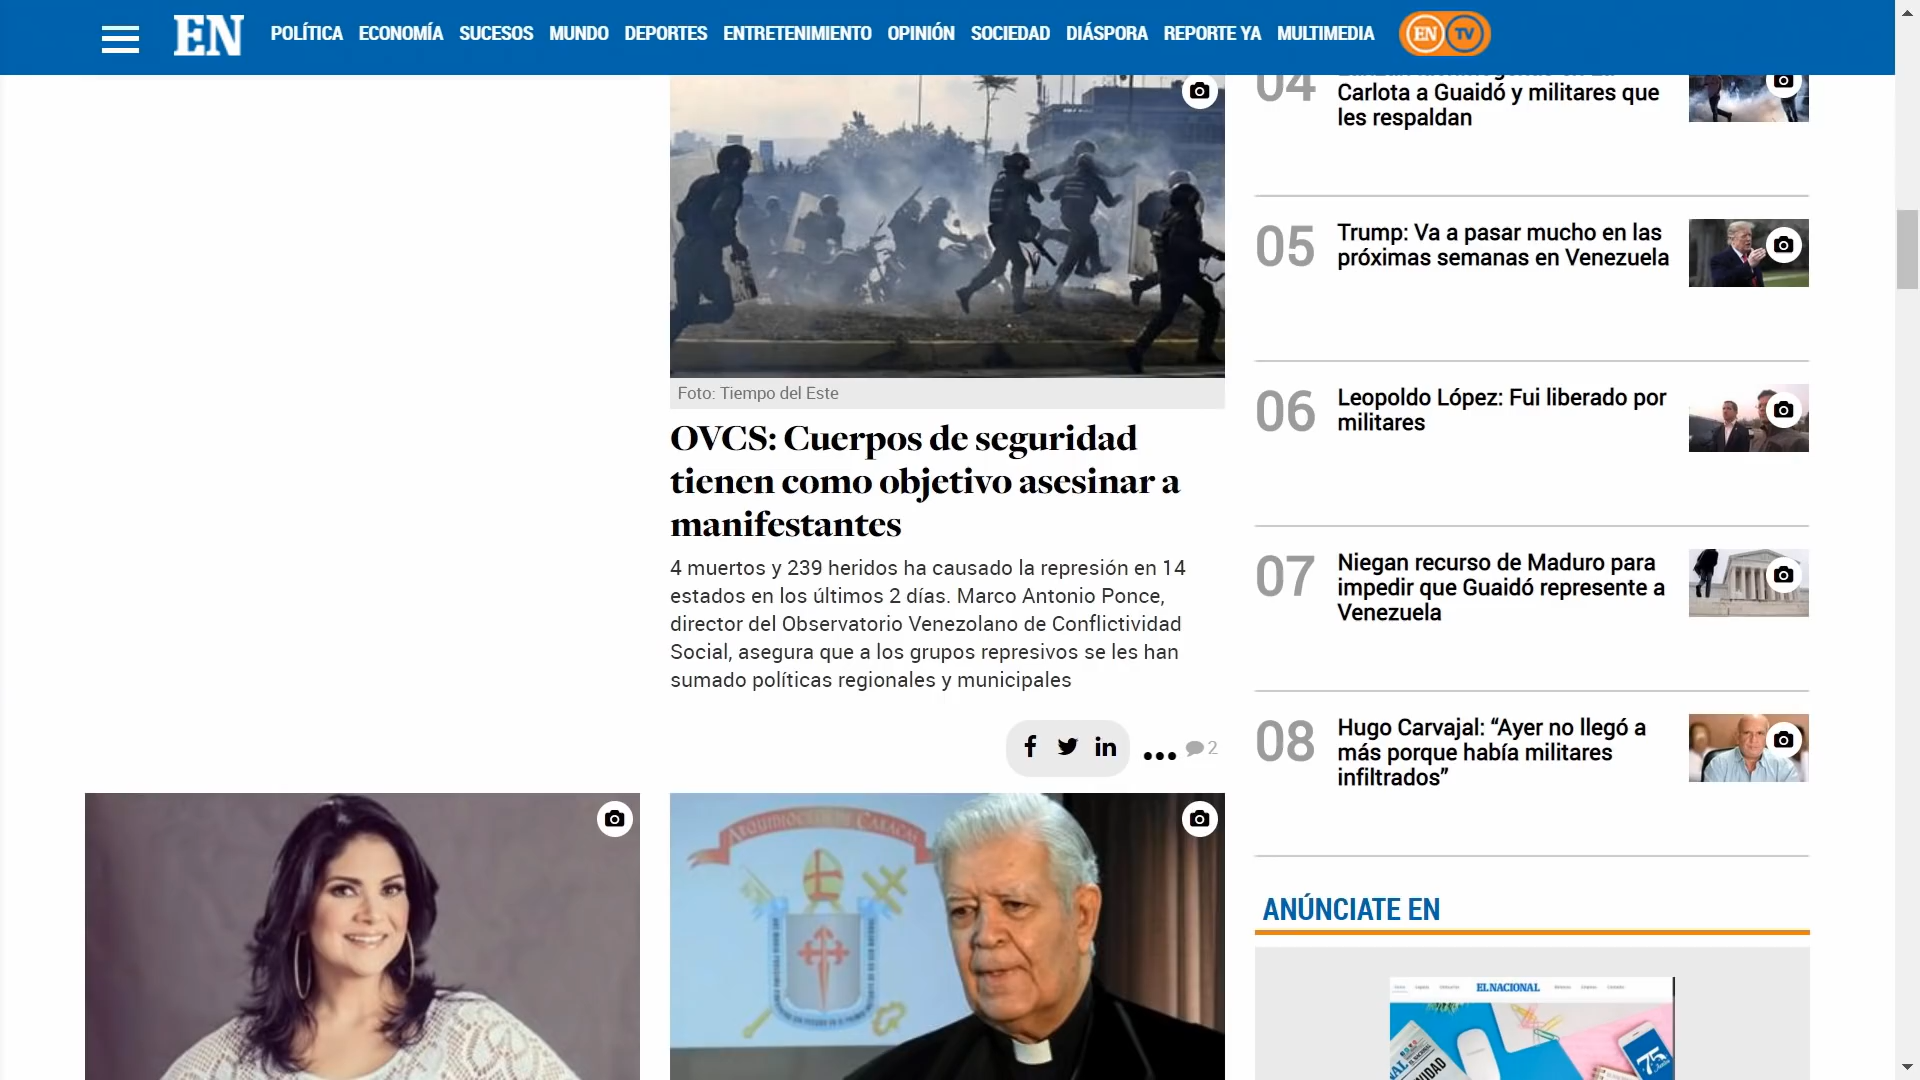 EN
POLÍTICA ECONOMÍA SUCESOS MUNDO DEPORTES ENTRETENIMIENTO OPINIÓN SOCIEDAD DIÁSPORA REPORTE YA MULTIMEDIA
EN TV
Foto: Tiempo del Este
OVCS: Cuerpos de seguridad
tienen como objetivo asesinar a
manifestantes
4 muertos y 239 heridos ha causado la represión en 14
estados en los últimos 2 días. Marco Antonio Ponce,
director del Observatorio Venezolano de Conflictividad
Social, asegura que a los grupos represivos se les han
sumado políticas regionales y municipales
2
ARQUIDIÓCESIS DE CARACAS
04
Carlota a Guaidó y militares que
les respaldan
05
Trump: Va a pasar mucho en las
próximas semanas en Venezuela
06
Leopoldo López: Fui liberado por
militares
07
Niegan recurso de Maduro para
impedir que Guaidó represente a
Venezuela
08
Hugo Carvajal: “Ayer no llegó a
más porque había militares
infiltrados”
ANÚNCIATE EN
EL NACIONAL
75